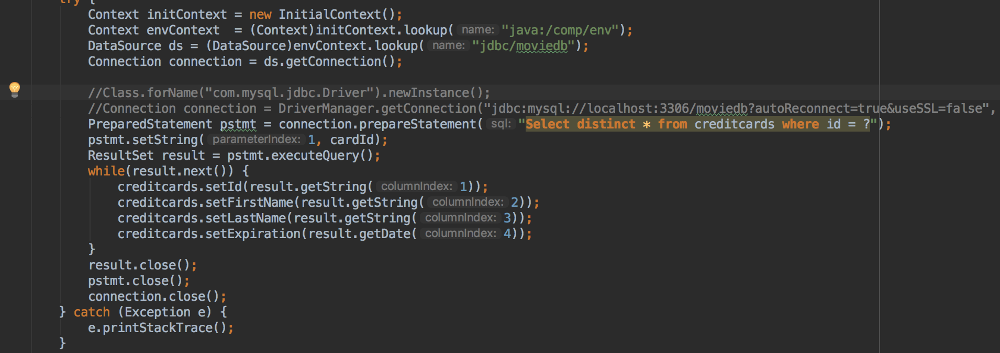 try {
Context initContext = new InitialContext();
Context envContext  = (Context)initContext.lookup( name: "java:/comp/env");
DataSource ds = (DataSource)envContext.lookup( name: "jdbc/moviedb");
Connection connection = ds.getConnection();
//Class.forName("com.mysql.jdbc.Driver").newInstance();
//Connection connection = DriverManager.getConnection("jdbc:mysql://localhost:3306/moviedb?autoReconnect=true&useSSL=false",
PreparedStatement pstmt = connection.prepareStatement( sql: "Select distinct * from creditcards where id = ?");
pstmt.setString( parameterIndex: 1, cardId);
ResultSet result = pstmt.executeQuery();
while(result.next()) {
creditcards.setId(result.getString( columnIndex: 1));
creditcards.setFirstName(result.getString( columnIndex: 2));
creditcards.setLastName(result.getString( columnIndex: 3));
creditcards.setExpiration(result.getDate( columnIndex: 4));
}
result.close();
pstmt.close();
connection.close();
} catch (Exception e) {
e.printStackTrace();
}